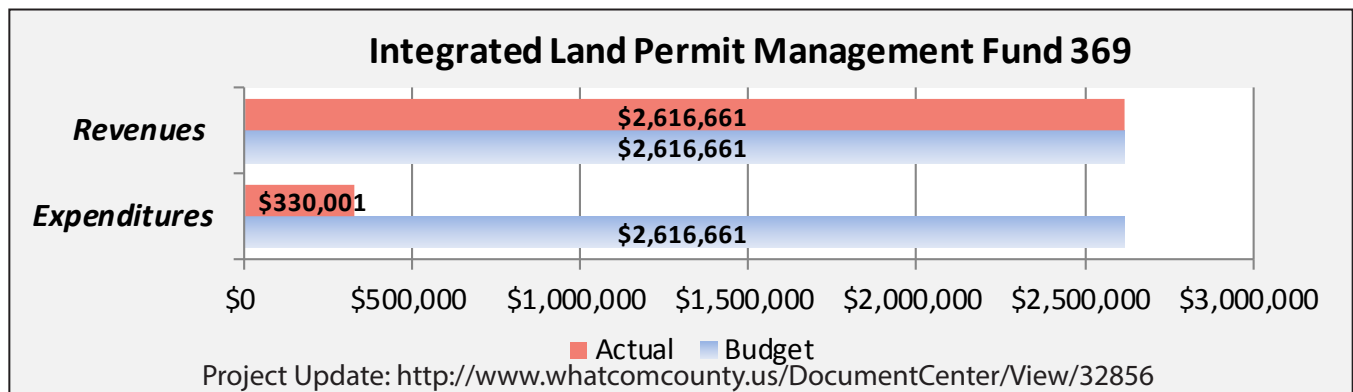 Integrated Land Permit Management Fund 369
Revenues
$2,616,661
$2,616,661
Expenditures
$330,001
$2,616,661
$0 $500,000 $1,000,000 $1,500,000 $2,000,000 $2,500,000 $3,000,000
Actual Budget
Project Update: http://www.whatcomcounty.us/DocumentCenter/View/32856